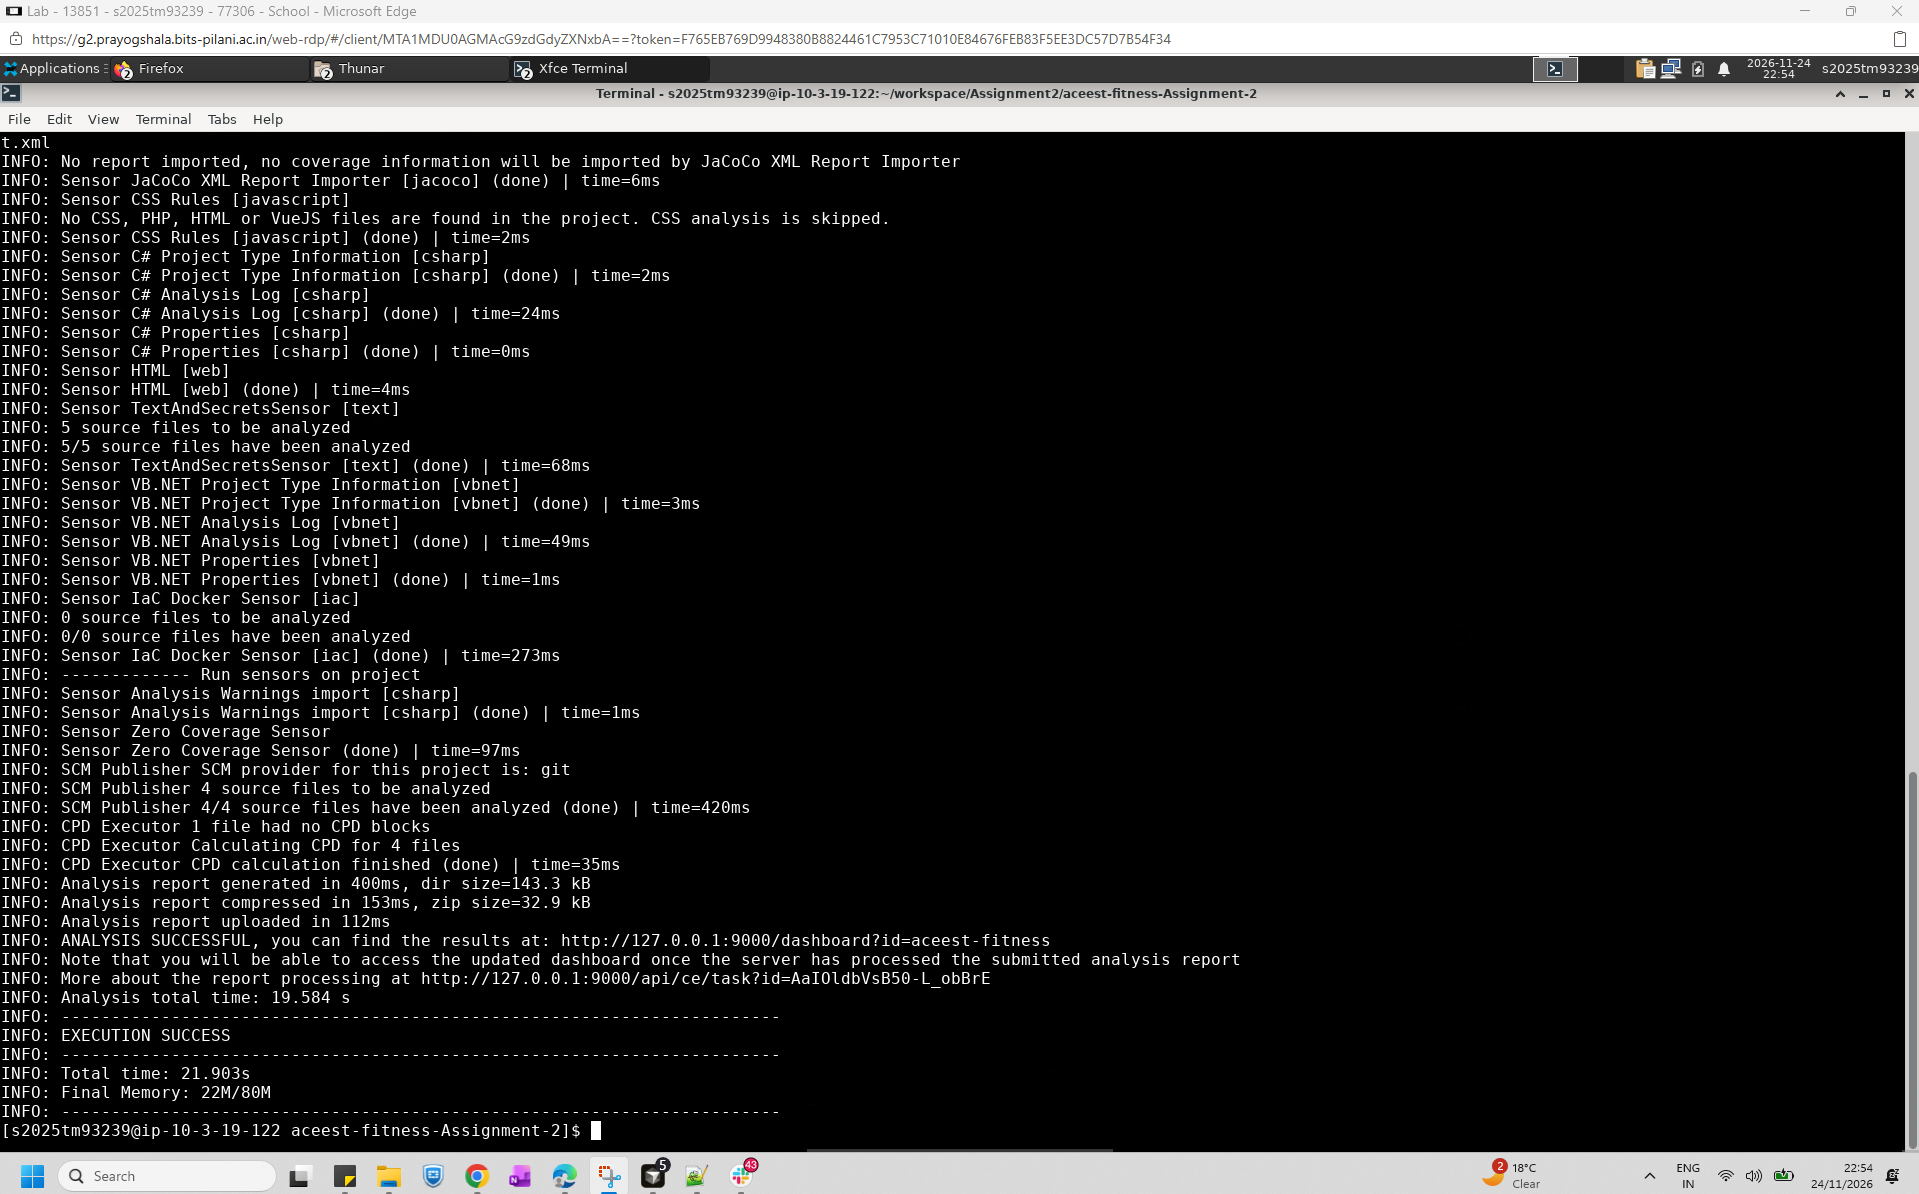 Lab - 13851 - s2025tm93239 - 77306 - School - Microsoft Edge
https://g2.prayogshala.bits-pilani.ac.in/web-rdp/#/client/MTA1MDU0AGMAcG9zdGdyZXNxbA==?token=F765EB769D9948380B8824461C7953C71010E84676FEB83F5EE3DC57D7B54F34
Applications 2 Firefox 2 Thunar 2 Xfce Terminal 2026-11-24 22:54 s2025tm93239
Terminal - s2025tm93239@ip-10-3-19-122:~/workspace/Assignment2/aceest-fitness-Assignment-2
File Edit View Terminal Tabs Help
t.xml
INFO: No report imported, no coverage information will be imported by JaCoCo XML Report Importer
INFO: Sensor JaCoCo XML Report Importer [jacoco] (done) | time=6ms
INFO: Sensor CSS Rules [javascript]
INFO: No CSS, PHP, HTML or VueJS files are found in the project. CSS analysis is skipped.
INFO: Sensor CSS Rules [javascript] (done) | time=2ms
INFO: Sensor C# Project Type Information [csharp]
INFO: Sensor C# Project Type Information [csharp] (done) | time=2ms
INFO: Sensor C# Analysis Log [csharp]
INFO: Sensor C# Analysis Log [csharp] (done) | time=24ms
INFO: Sensor C# Properties [csharp]
INFO: Sensor C# Properties [csharp] (done) | time=0ms
INFO: Sensor HTML [web]
INFO: Sensor HTML [web] (done) | time=4ms
INFO: Sensor TextAndSecretsSensor [text]
INFO: 5 source files to be analyzed
INFO: 5/5 source files have been analyzed
INFO: Sensor TextAndSecretsSensor [text] (done) | time=68ms
INFO: Sensor VB.NET Project Type Information [vbnet]
INFO: Sensor VB.NET Project Type Information [vbnet] (done) | time=3ms
INFO: Sensor VB.NET Analysis Log [vbnet]
INFO: Sensor VB.NET Analysis Log [vbnet] (done) | time=49ms
INFO: Sensor VB.NET Properties [vbnet]
INFO: Sensor VB.NET Properties [vbnet] (done) | time=1ms
INFO: Sensor IaC Docker Sensor [iac]
INFO: 0 source files to be analyzed
INFO: 0/0 source files have been analyzed
INFO: Sensor IaC Docker Sensor [iac] (done) | time=273ms
INFO: ------------- Run sensors on project
INFO: Sensor Analysis Warnings import [csharp]
INFO: Sensor Analysis Warnings import [csharp] (done) | time=1ms
INFO: Sensor Zero Coverage Sensor
INFO: Sensor Zero Coverage Sensor (done) | time=97ms
INFO: SCM Publisher SCM provider for this project is: git
INFO: SCM Publisher 4 source files to be analyzed
INFO: SCM Publisher 4/4 source files have been analyzed (done) | time=420ms
INFO: CPD Executor 1 file had no CPD blocks
INFO: CPD Executor Calculating CPD for 4 files
INFO: CPD Executor CPD calculation finished (done) | time=35ms
INFO: Analysis report generated in 400ms, dir size=143.3 kB
INFO: Analysis report compressed in 153ms, zip size=32.9 kB
INFO: Analysis report uploaded in 112ms
INFO: ANALYSIS SUCCESSFUL, you can find the results at: http://127.0.0.1:9000/dashboard?id=aceest-fitness
INFO: Note that you will be able to access the updated dashboard once the server has processed the submitted analysis report
INFO: More about the report processing at http://127.0.0.1:9000/api/ce/task?id=AaIOldbVsB50-L_obBrE
INFO: Analysis total time: 19.584 s
INFO: ------------------------------------------------------------------------
INFO: EXECUTION SUCCESS
INFO: ------------------------------------------------------------------------
INFO: Total time: 21.903s
INFO: Final Memory: 22M/80M
INFO: ------------------------------------------------------------------------
[s2025tm93239@ip-10-3-19-122 aceest-fitness-Assignment-2]$
Search 5 43 2 18°C Clear ENG IN 22:54 24/11/2026